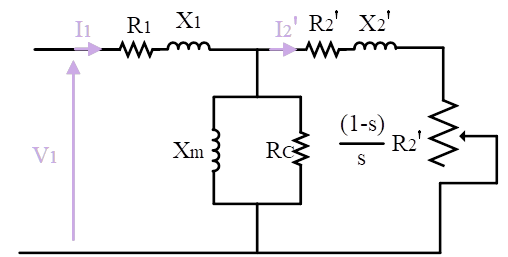 I1 R1 X1 I2' R2' X2'
Xm Rc (1-s)
s R2'
V1